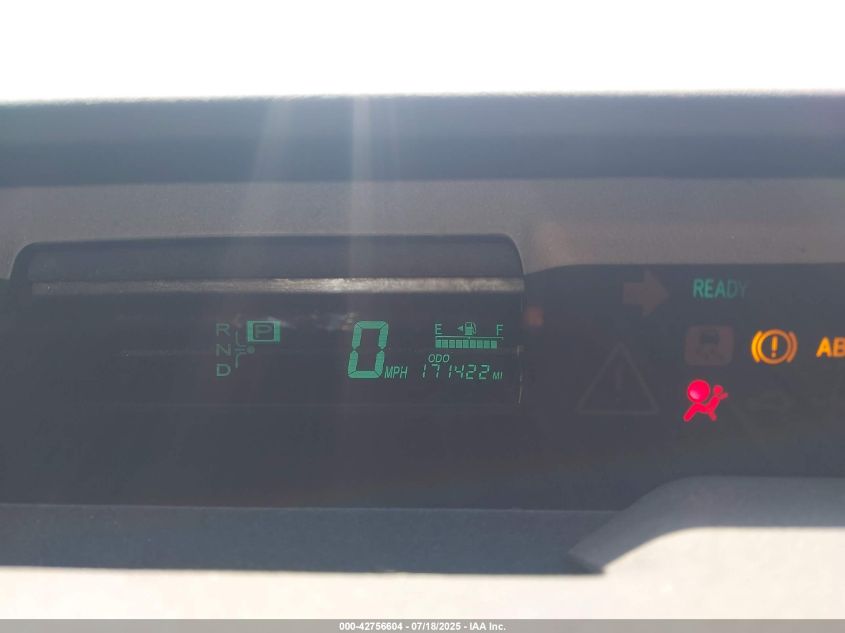 READY
R P
N
D
0 MPH
E F
ODO
171422 MI
AB
000-42756604 - 07/18/2025 - IAA Inc.